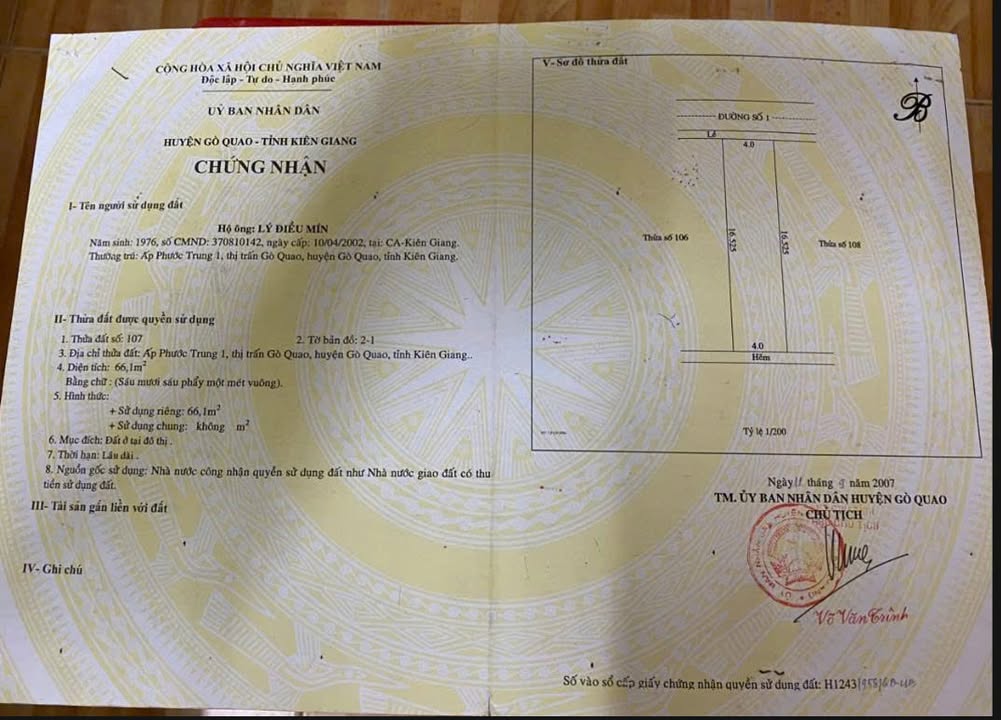 CÔNG HÒA XÃ HỘI CHỦ NGHĨA VIỆT NAM
Độc lập - Tự do - Hạnh phúc
UỶ BAN NHÂN DÂN
HUYỆN GÒ QUAO - TỈNH KIÊN GIANG
CHỨNG NHẬN
I- Tên người sử dụng đất
Hộ ông: LÝ ĐIỀU MÍN
Năm sinh: 1976, số CMND: 370810142, ngày cấp: 10/04/2002, tại: CA-Kiên Giang.
Thường trú: Ấp Phước Trung 1, thị trấn Gò Quao, huyện Gò Quao, tỉnh Kiên Giang.
II- Thửa đất được quyền sử dụng
1. Thửa đất số: 107
2. Tờ bản đồ: 2-1
3. Địa chỉ thửa đất: Ấp Phước Trung 1, thị trấn Gò Quao, huyện Gò Quao, tỉnh Kiên Giang..
4. Diện tích: 66,1m²
Bằng chữ : (Sáu mươi sáu phẩy một mét vuông).
5. Hình thức:
+ Sử dụng riêng: 66,1m²
+ Sử dụng chung: không m²
6. Mục đích: Đất ở tại đô thị .
7. Thời hạn: Lâu dài .
8. Nguồn gốc sử dụng: Nhà nước công nhận quyền sử dụng đất như Nhà nước giao đất có thu
tiền sử dụng đất.
III- Tài sản gắn liền với đất
IV- Ghi chú
V- Sơ đồ thửa đất
B
ĐƯỜNG SỐ 1
Lề
4.0
Thửa số 106
16.525
16.525
Thửa số 108
4.0
Hẻm
Tỷ lệ 1/200
Ngày tháng 9 năm 2007
TM. ỦY BAN NHÂN DÂN HUYỆN GÒ QUAO
CHỦ TỊCH
Võ Văn Trình
Số vào sổ cấp giấy chứng nhận quyền sử dụng đất: H1243